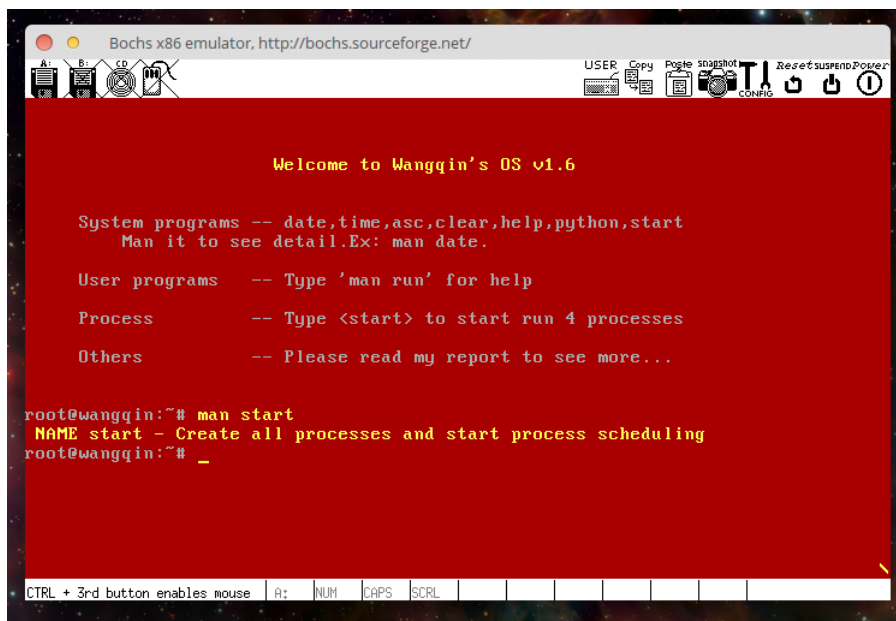 Bochs x86 emulator, http://bochs.sourceforge.net/
A: B: CD USER Copy Paste snapshot CONFIG Reset SUSPEND Power
Welcome to Wangqin's OS v1.6
System programs -- date,time,asc,clear,help,python,start
Man it to see detail.Ex: man date.
User programs -- Type 'man run' for help
Process -- Type <start> to start run 4 processes
Others -- Please read my report to see more...
root@wangqin:~# man start
NAME start - Create all processes and start process scheduling
root@wangqin:~# _
CTRL + 3rd button enables mouse A: NUM CAPS SCRL